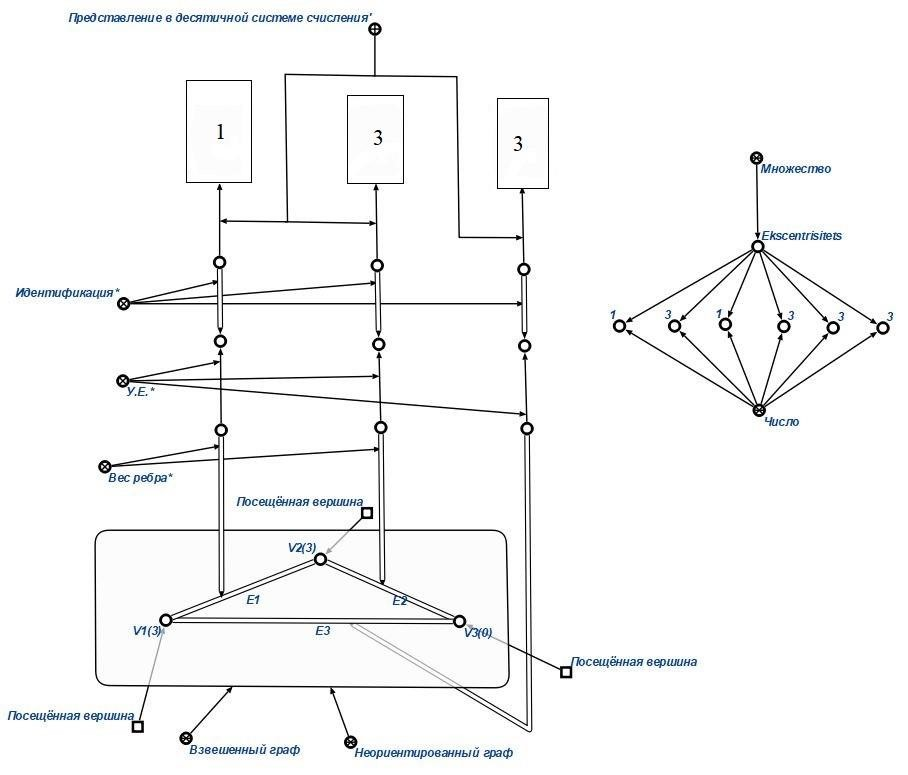 Представление в десятичной системе счисления'
1
3
3
Множество
Ekscentrisitets
Идентификация*
1
3
1
3
3
3
У.Е.*
Число
Вес ребра*
Посещённая вершина
V2(3)
E1
E2
V1(3)
E3
V3(0)
Посещённая вершина
Посещённая вершина
Взвешенный граф
Неориентированный граф